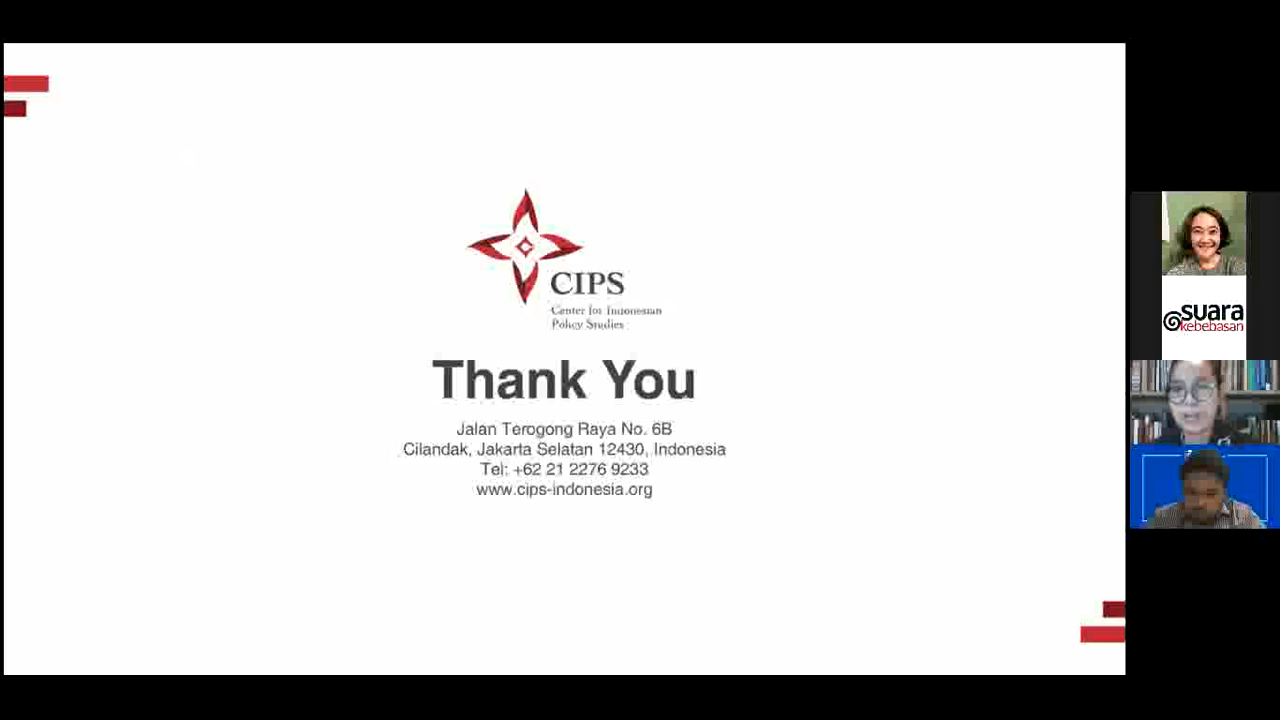 CIPS
Center for Indonesian
Policy Studies
Thank You
Jalan Terogong Raya No. 6B
Cilandak, Jakarta Selatan 12430, Indonesia
Tel: +62 21 2276 9233
www.cips-indonesia.org
suara
kebebasan